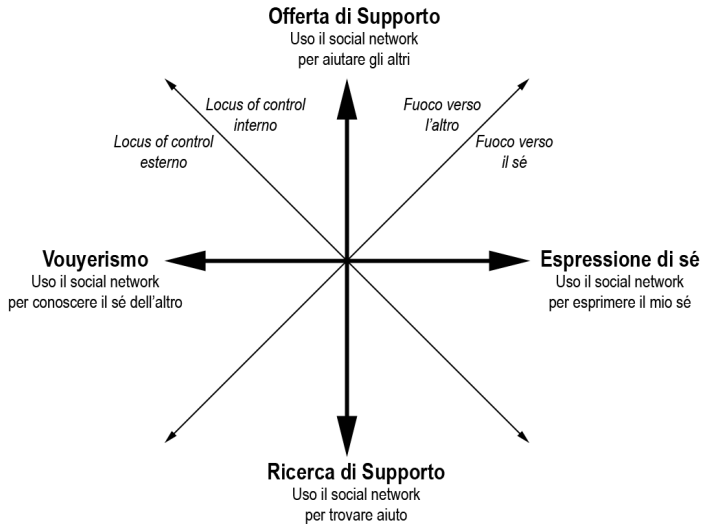 Offerta di Supporto
Uso il social network
per aiutare gli altri
Locus of control
interno
Fuoco verso
l'altro
Locus of control
esterno
Fuoco verso
il sé
Vouyerismo
Uso il social network
per conoscere il sé dell'altro
Espressione di sé
Uso il social network
per esprimere il mio sé
Ricerca di Supporto
Uso il social network
per trovare aiuto